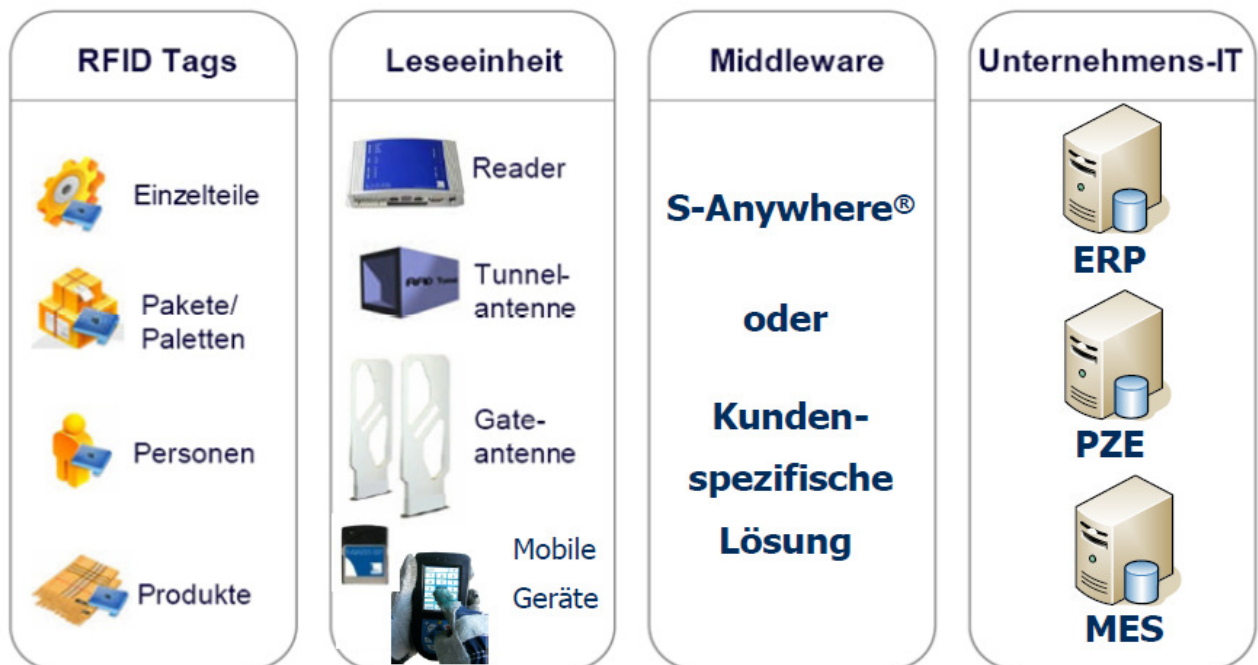 RFID Tags
Einzelteile
Pakete/
Paletten
Personen
Produkte
Leseeinheit
Reader
Tunnel-
antenne
Gate-
antenne
Mobile
Geräte
Middleware
S-Anywhere®
oder
Kunden-
spezifische
Lösung
Unternehmens-IT
ERP
PZE
MES